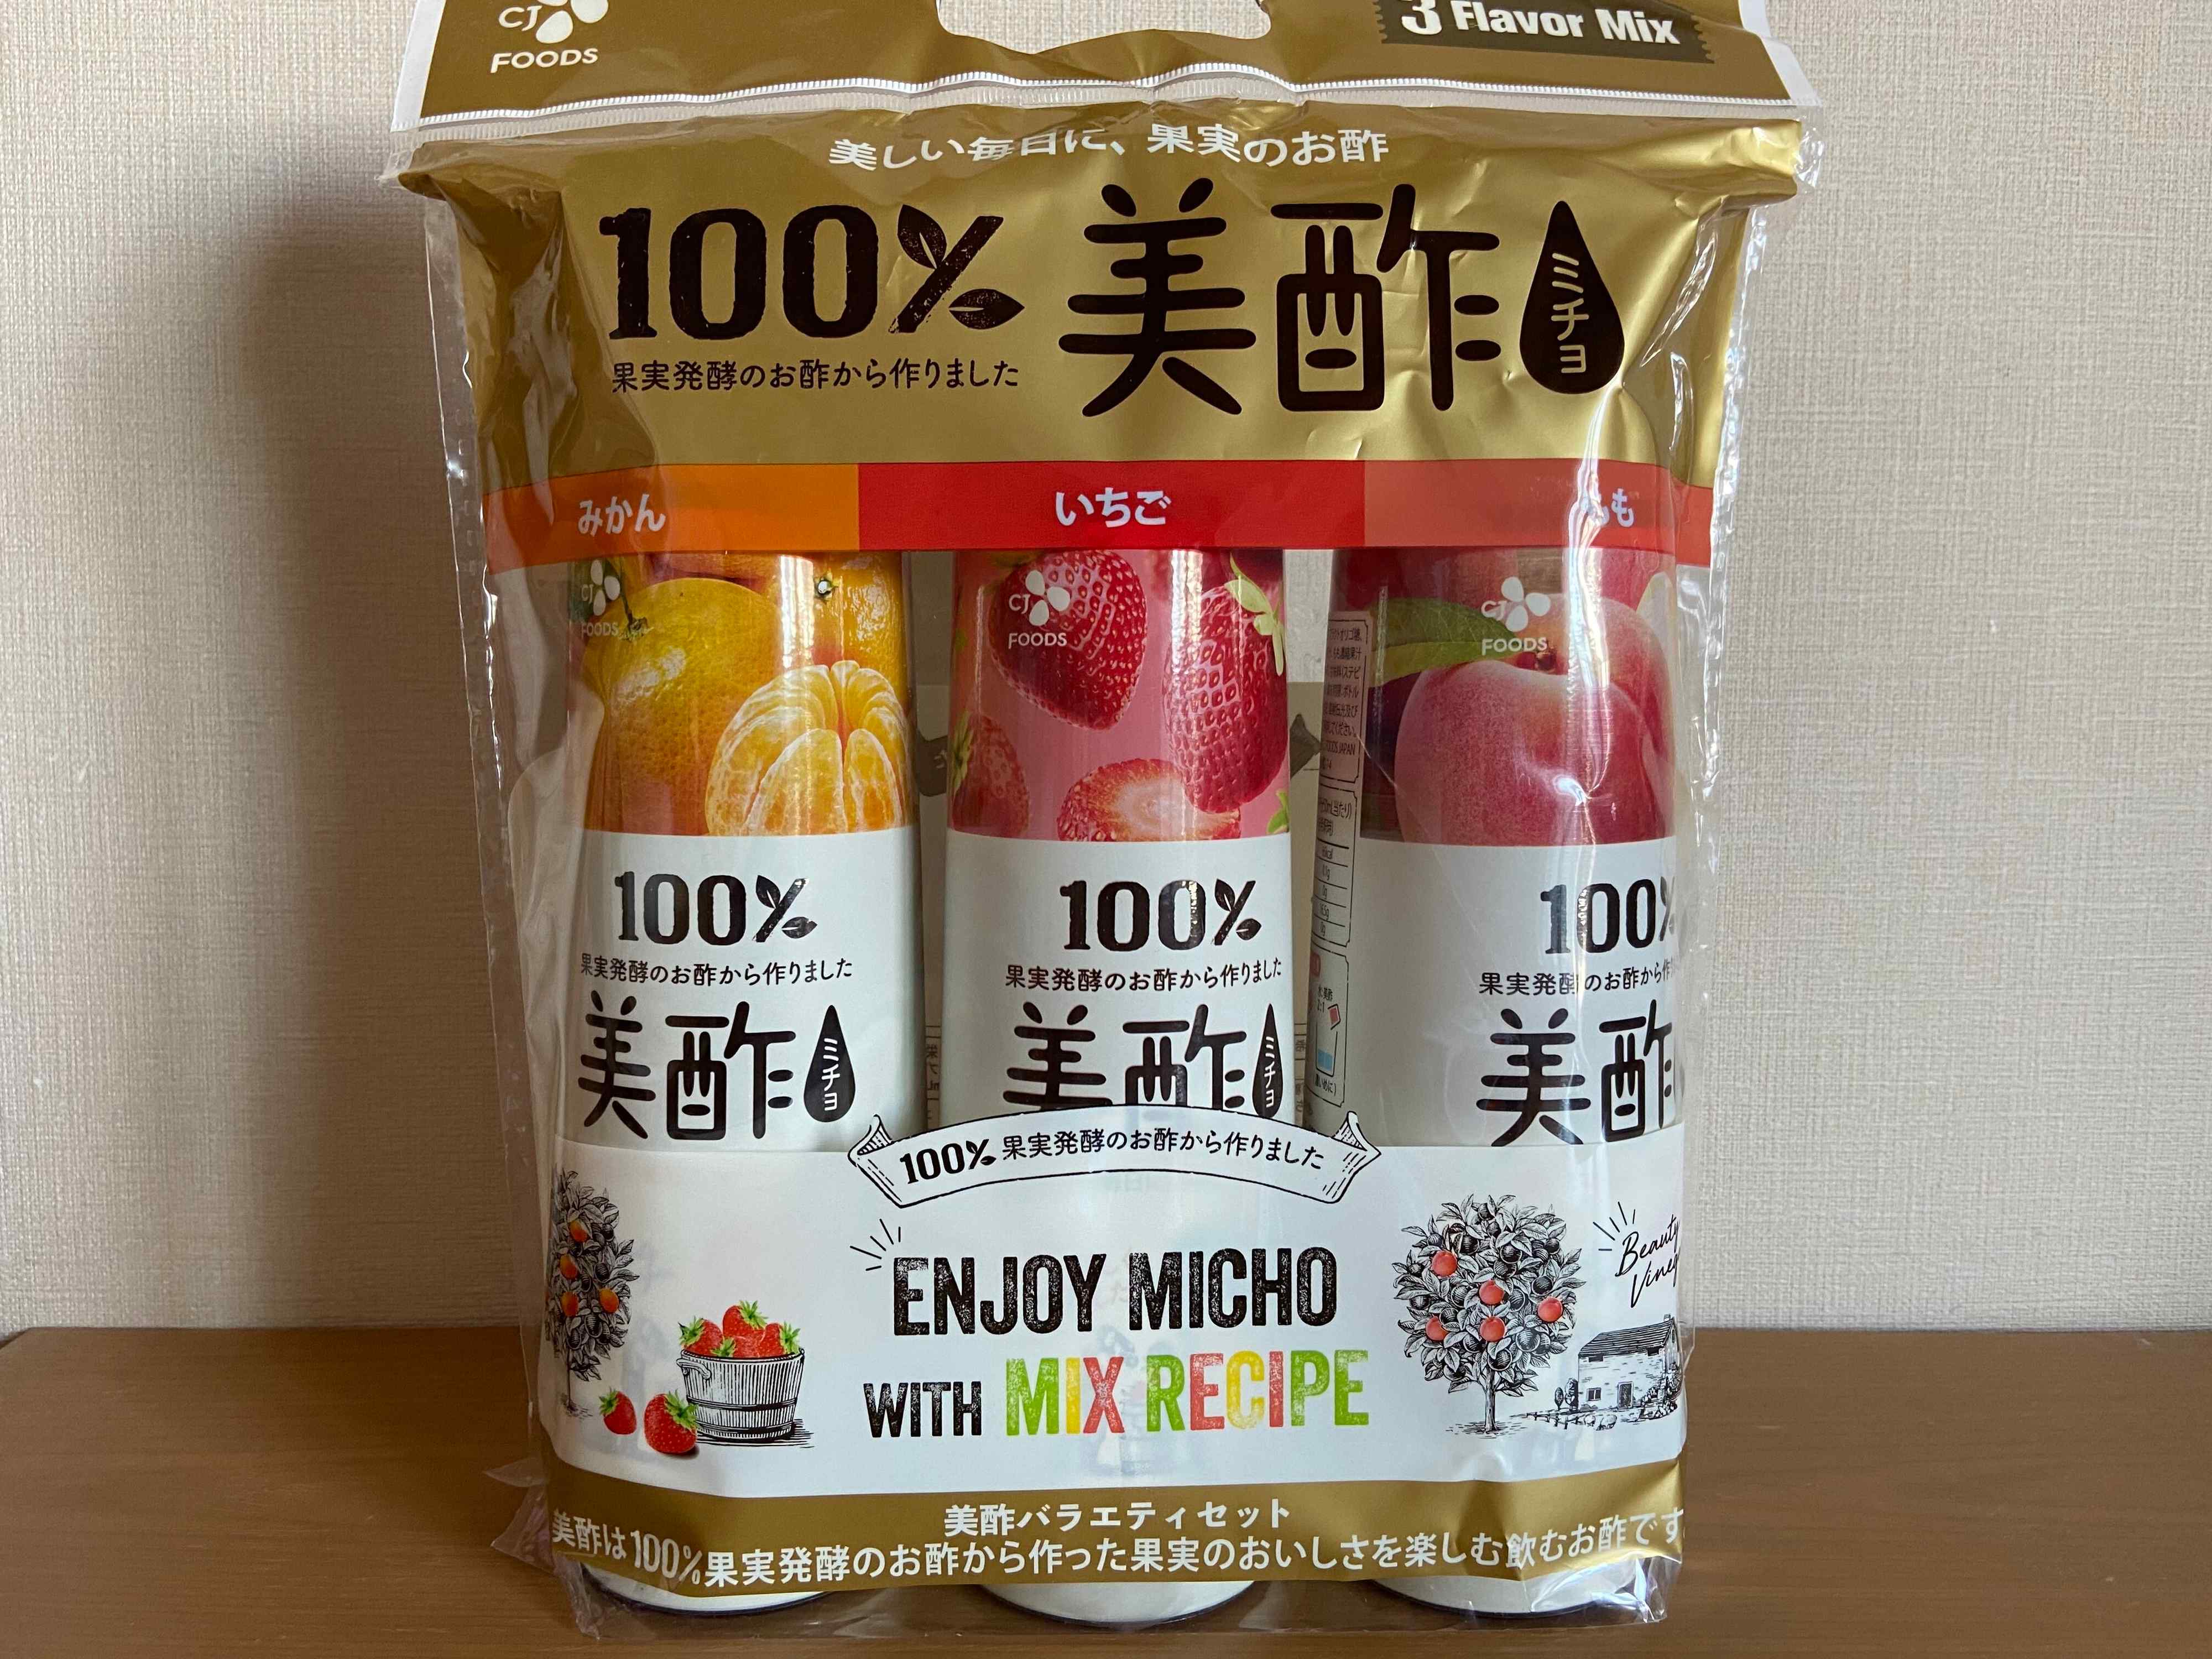 CJ
FOODS
3 Flavor Mix
美しい毎日に、果実のお酢
100%
果実発酵のお酢から作りました
美酢
ミチョ
みかん
いちご
もも
CJ
FOODS
CJ
FOODS
CJ
FOODS
100%
果実発酵のお酢から作りました
美酢
ミチョ
100%
果実発酵のお酢から作りました
美酢
ミチョ
100%
果実発酵のお酢から作
美酢
100% 果実発酵のお酢から作りました
ENJOY MICHO
WITH MIX RECIPE
Beauty
美酢バラエティセット
美酢は100%果実発酵のお酢から作った果実のおいしさを楽しむ飲むお酢です